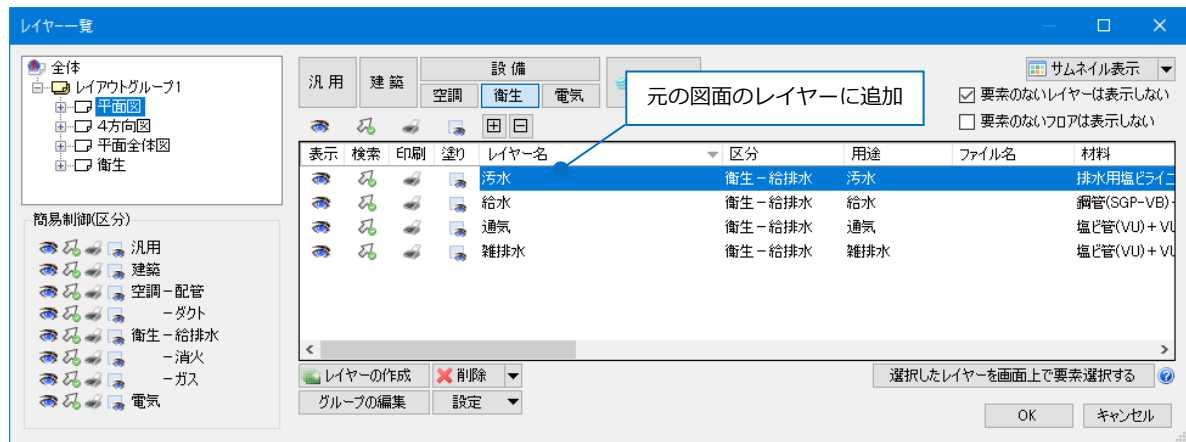 レイヤー一覧
全体
レイアウトグループ1
平面図
4方向図
平面全体図
衛生
簡易制御(区分)
汎用
建築
空調－配管
－ダクト
衛生－給排水
－消火
－ガス
電気
汎用 建築 設備
空調 衛生 電気
元の図面のレイヤーに追加
サムネイル表示
要素のないレイヤーは表示しない
要素のないフロアは表示しない
表示 検索 印刷 塗り レイヤー名 区分 用途 ファイル名 材料
汚水 衛生－給排水 汚水 排水用塩ビライニ
給水 衛生－給排水 給水 鋼管(SGP-VB)-
通気 衛生－給排水 通気 塩ビ管(VU)+VU
雑排水 衛生－給排水 雑排水 塩ビ管(VU)+VU
レイヤーの作成 削除 選択したレイヤーを画面上で要素選択する
グループの編集 設定
OK キャンセル